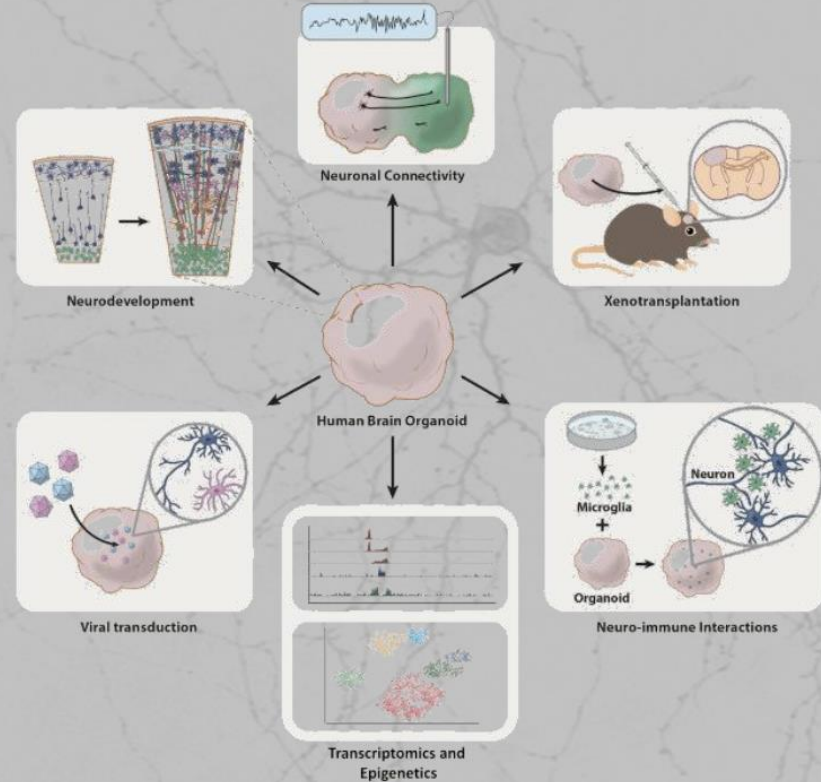 Neuronal Connectivity
Neurodevelopment
Xenotransplantation
Human Brain Organoid
Neuron
Microglia
+
Organoid
Viral transduction
Neuro-immune Interactions
Transcriptomics and
Epigenetics